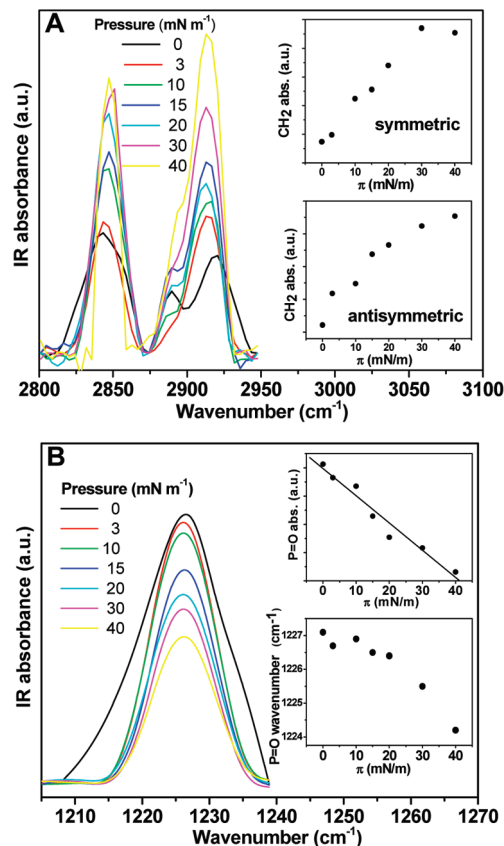 A
Pressure (mN m-1)
0
3
10
15
20
30
40
IR absorbance (a.u.)
2800 2850 2900 2950 3000 3050 3100
Wavenumber (cm-1)
CH2 abs. (a.u.)
symmetric
0 10 20 30 40
π (mN/m)
CH2 abs. (a.u.)
antisymmetric
0 10 20 30 40
π (mN/m)
B
Pressure (mN m-1)
0
3
10
15
20
30
40
IR absorbance (a.u.)
1210 1220 1230 1240 1250 1260 1270
Wavenumber (cm-1)
P=O abs. (a.u.)
0 10 20 30 40
π (mN/m)
P=O wavenumber (cm-1)
1227
1226
1225
1224
0 10 20 30 40
π (mN/m)